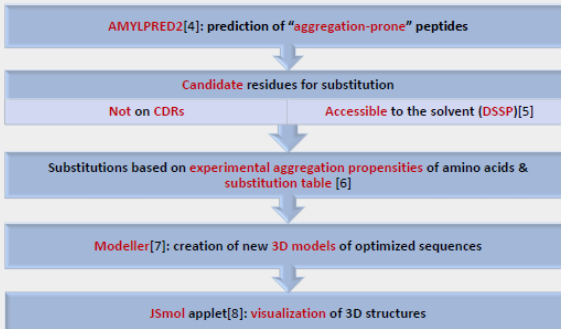 AMYLPRED2[4]: prediction of “aggregation-prone” peptides
Candidate residues for substitution
Not on CDRs
Accessible to the solvent (DSSP)[5]
Substitutions based on experimental aggregation propensities of amino acids &
substitution table [6]
Modeller[7]: creation of new 3D models of optimized sequences
JSmol applet[8]: visualization of 3D structures